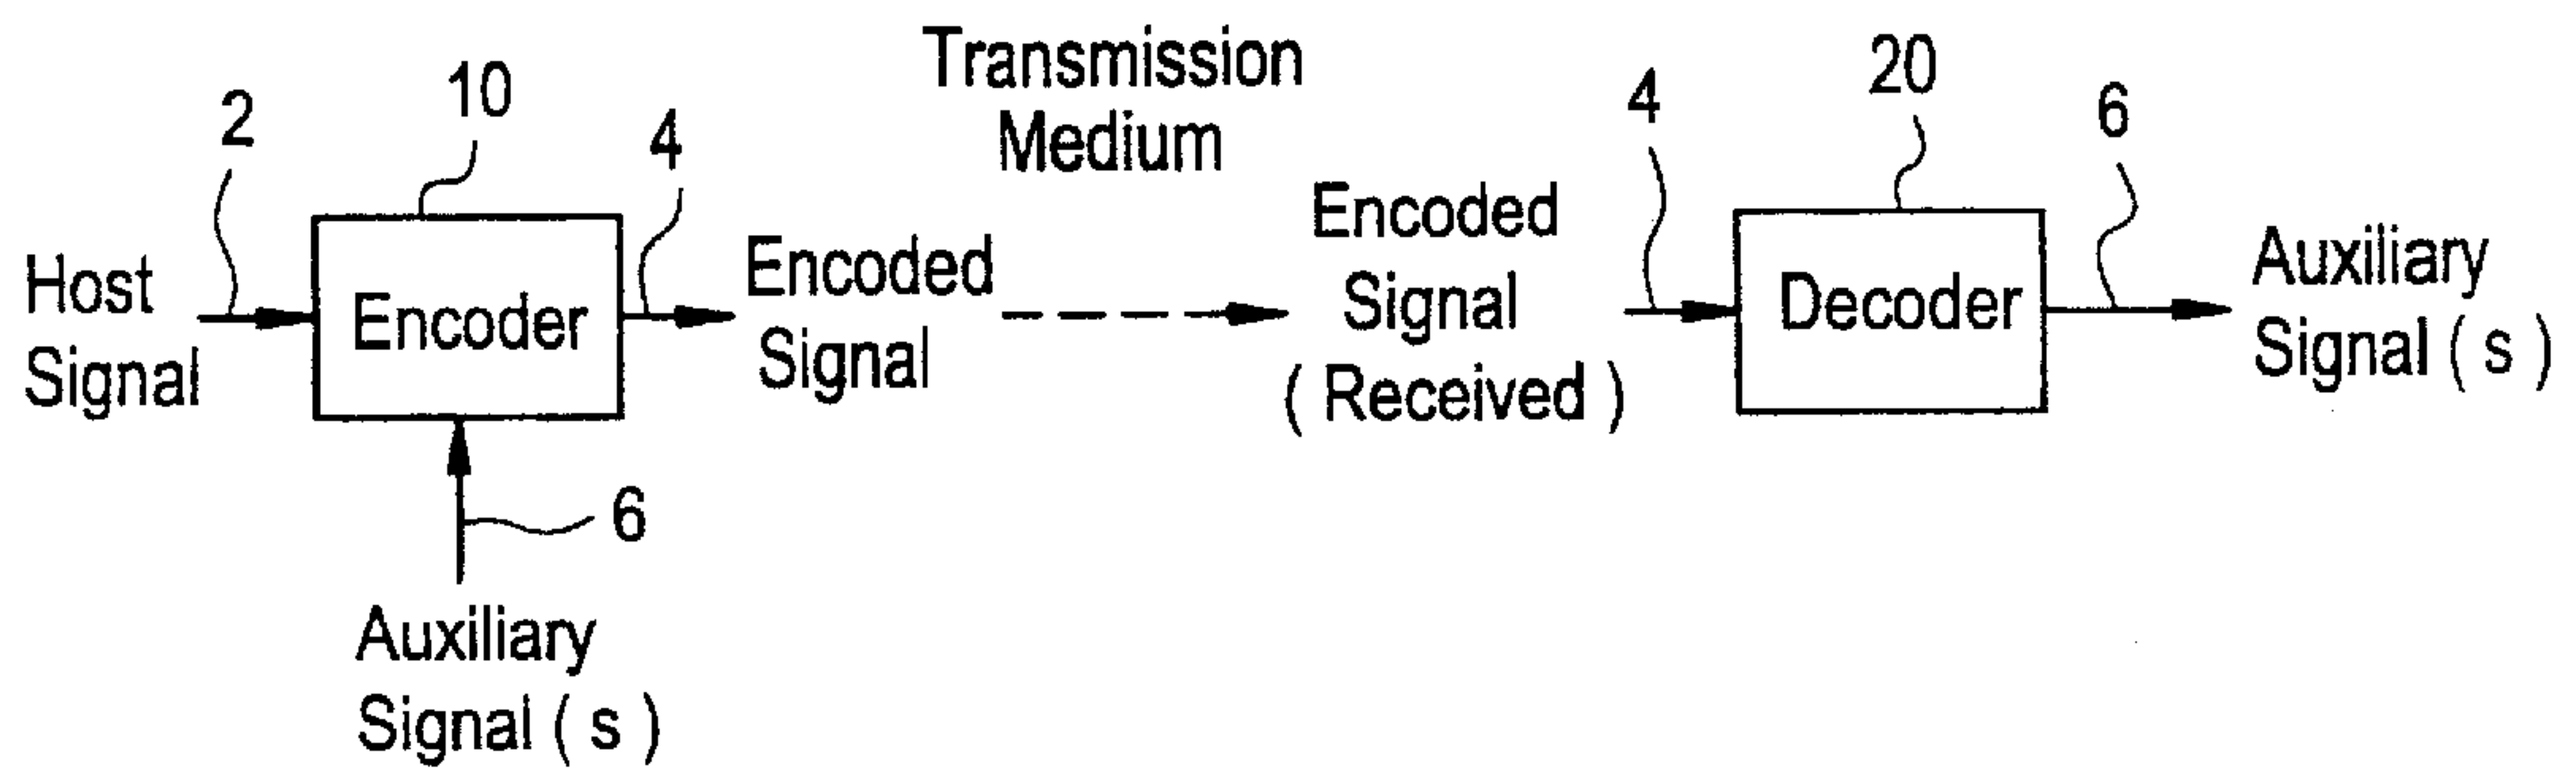 Transmission
Medium
2
10
4
4
20
6
Host
Signal
Encoder
Encoded
Signal
Encoded
Signal
( Received )
Decoder
Auxiliary
Signal ( s )
6
Auxiliary
Signal ( s )